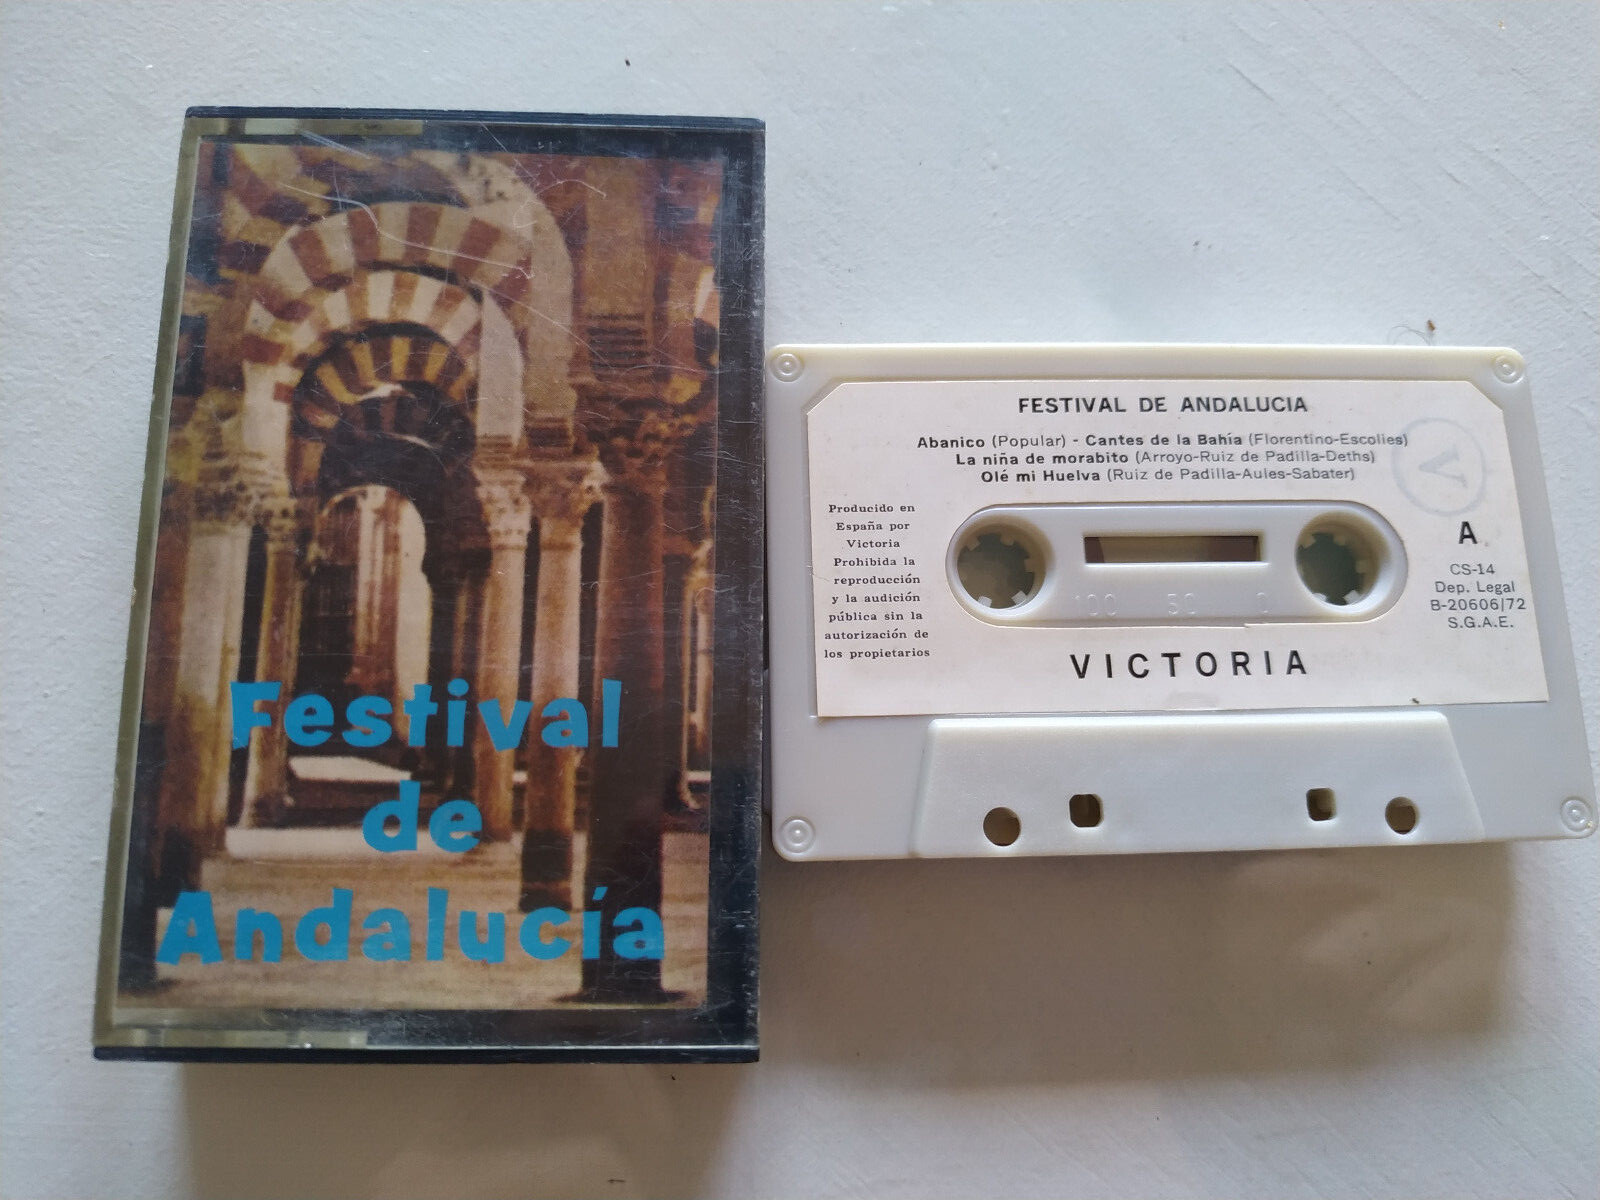 Festival
de
Andalucía
FESTIVAL DE ANDALUCIA
Abanico (Popular) - Cantes de la Bahía (Florentino-Escolies)
La niña de morabito (Arroyo-Ruiz de Padilla-Deths)
Olé mi Huelva (Ruiz de Padilla-Aules-Sabater)
Producido en
España por
Victoria
Prohibida la
reproducción
y la audición
pública sin la
autorización de
los propietarios
100 50 0
V
A
CS-14
Dep. Legal
B-20606/72
S.G.A.E.
VICTORIA